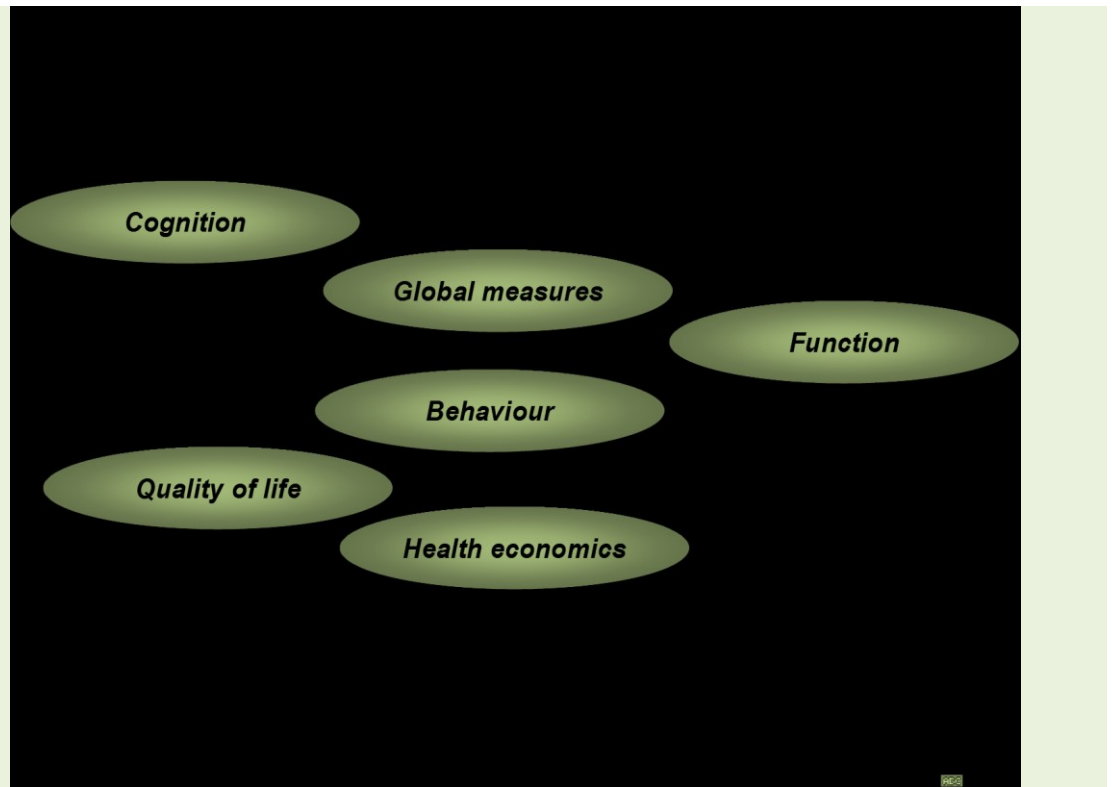 Cognition
Global measures
Function
Behaviour
Quality of life
Health economics